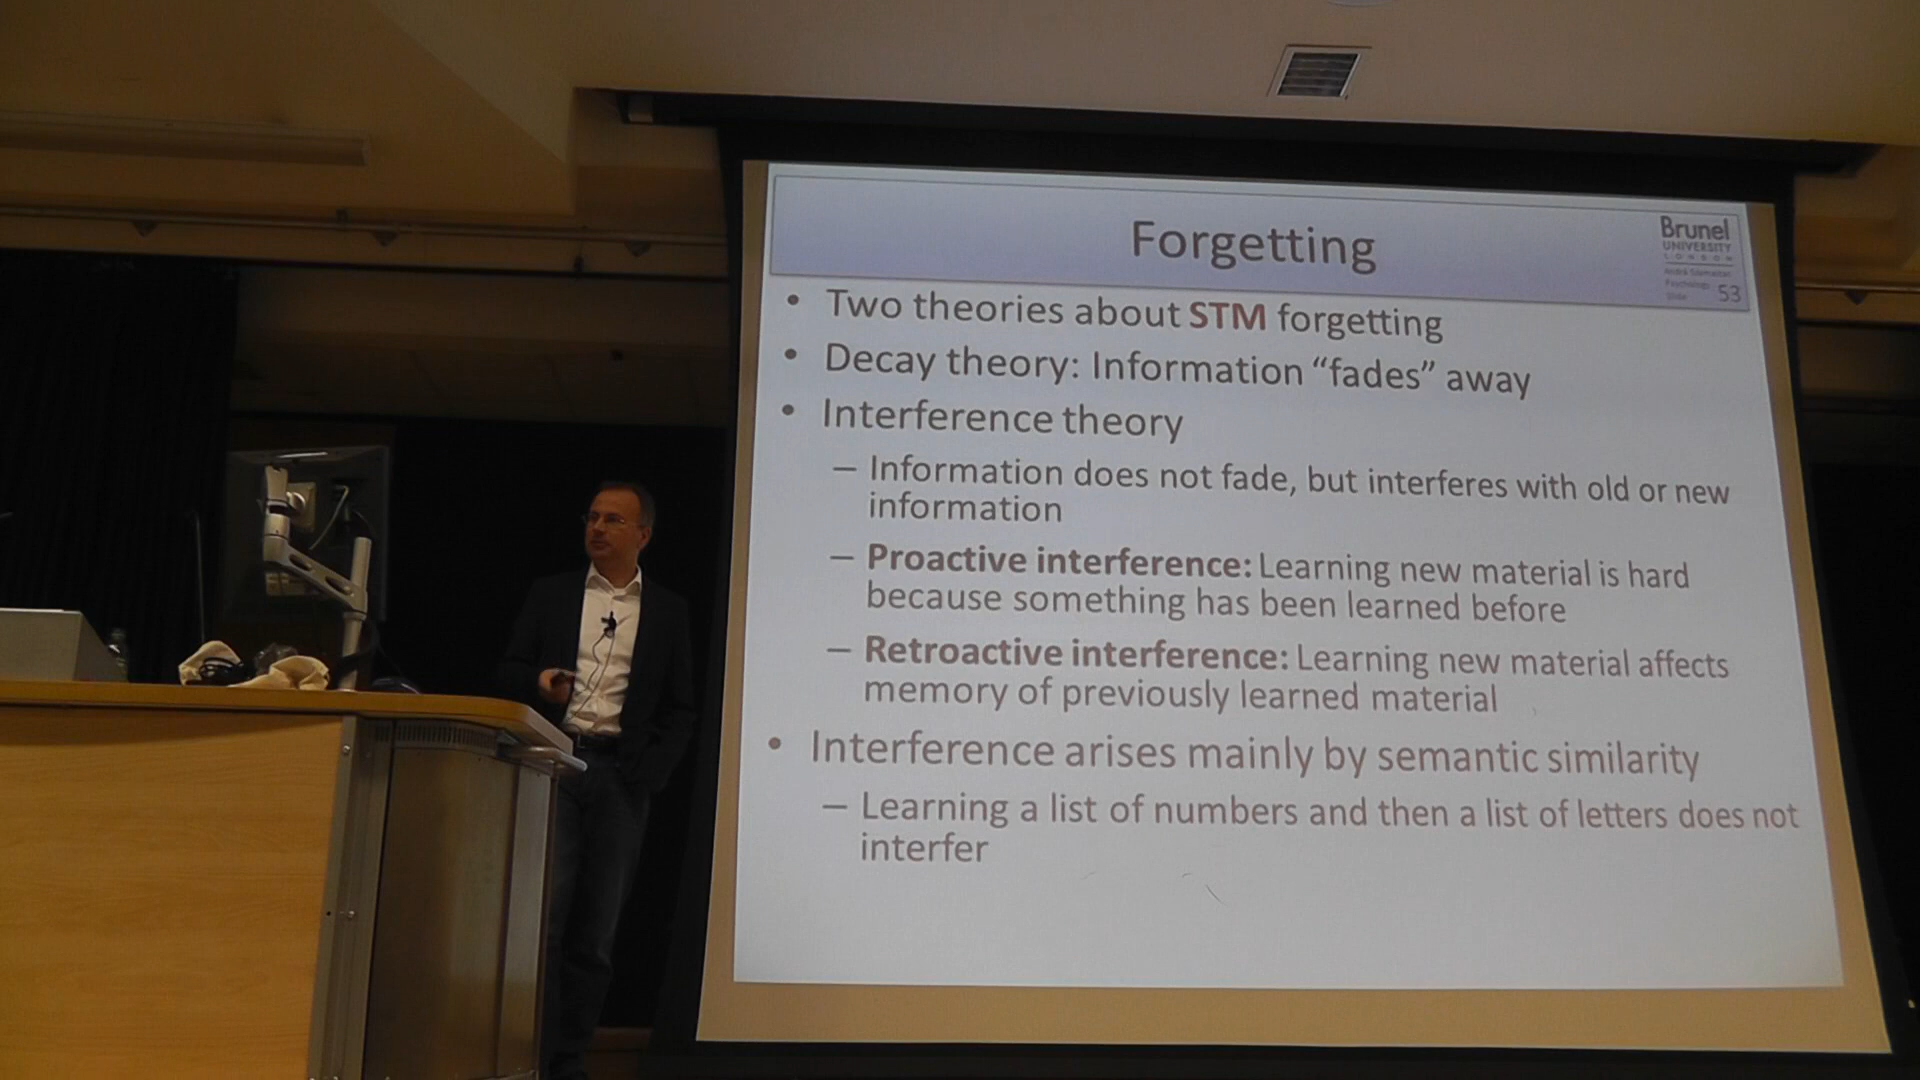 Forgetting
Brunel
UNIVERSITY
LONDON
Psychology
Slide 53
• Two theories about STM forgetting
• Decay theory: Information “fades” away
• Interference theory
– Information does not fade, but interferes with old or new
information
– Proactive interference: Learning new material is hard
because something has been learned before
– Retroactive interference: Learning new material affects
memory of previously learned material
• Interference arises mainly by semantic similarity
– Learning a list of numbers and then a list of letters does not
interfer